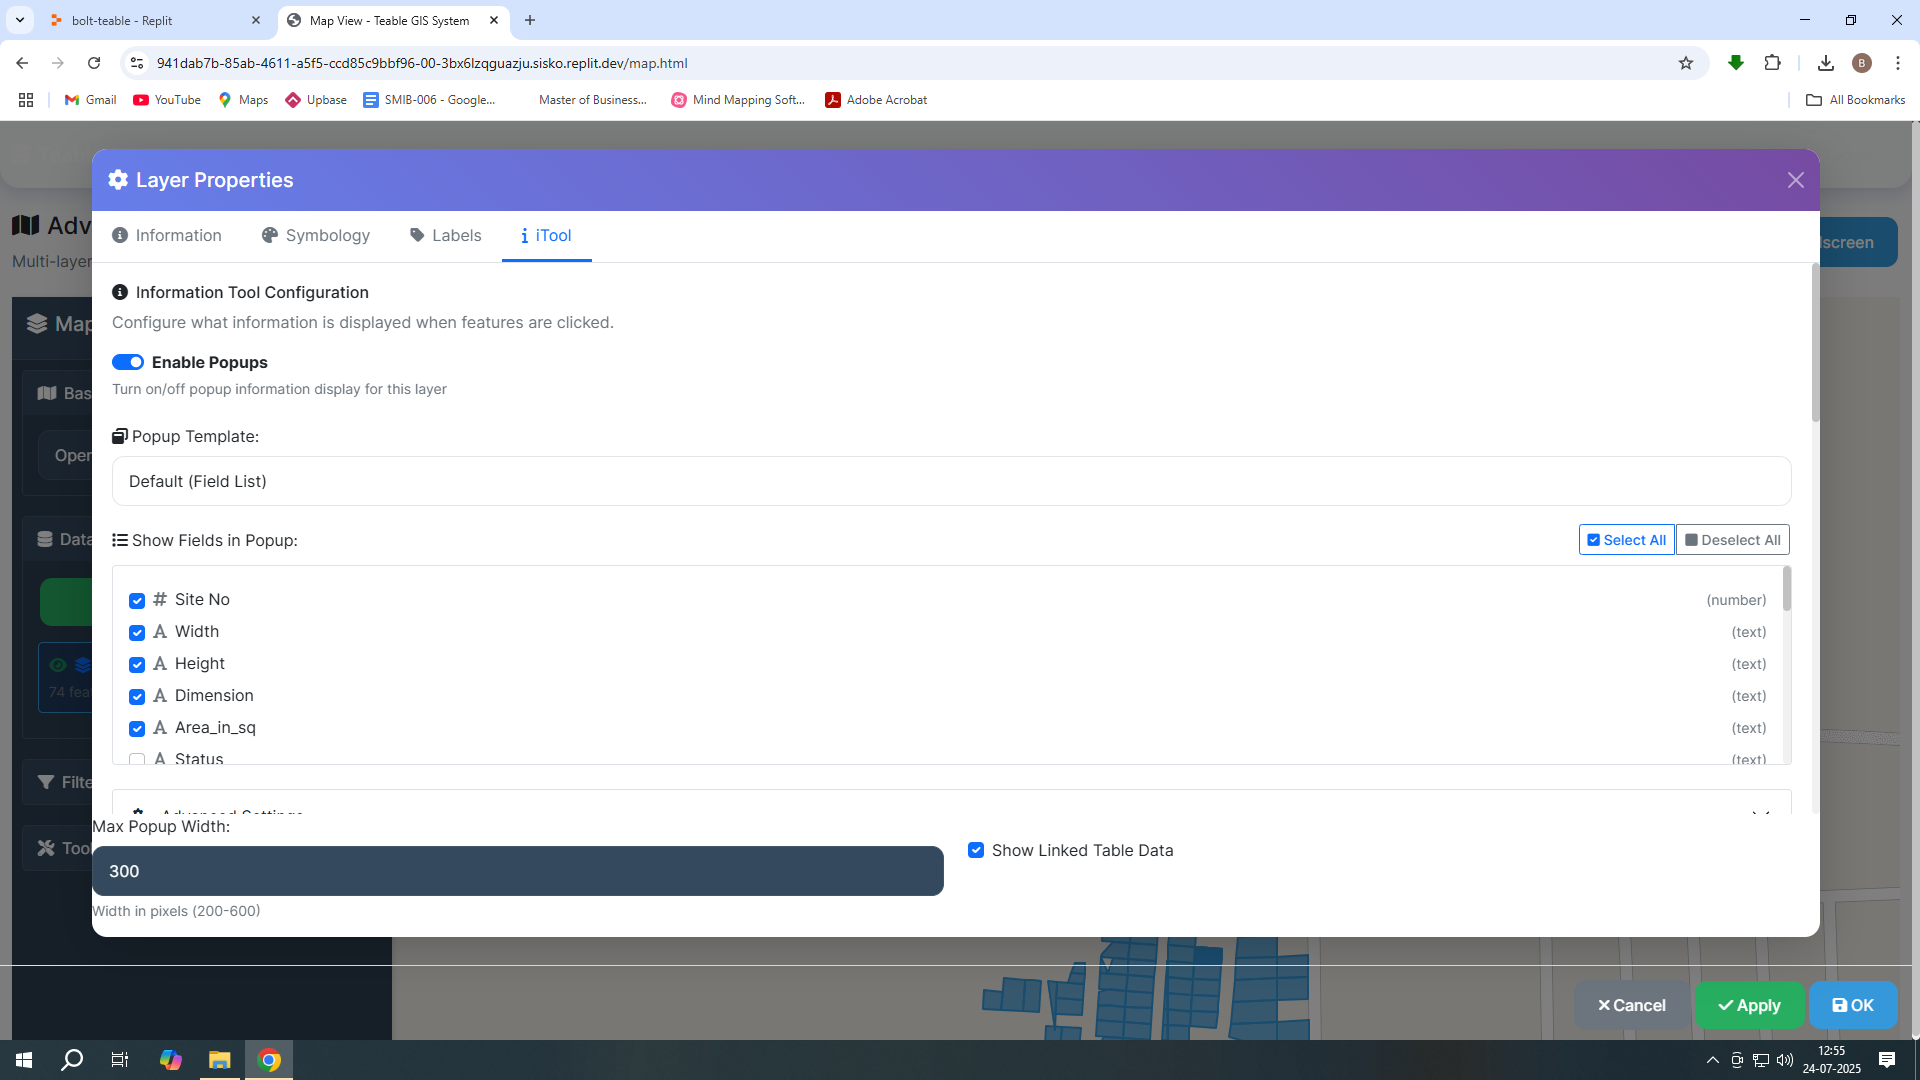 bolt-teable - Replit
Map View - Teable GIS System
941dab7b-85ab-4611-a5f5-ccd85c9bbf96-00-3bx6lzqguazju.sisko.replit.dev/map.html
B
Gmail
YouTube
Maps
Upbase
SMIB-006 - Google...
Master of Business...
Mind Mapping Soft...
Adobe Acrobat
All Bookmarks
Layer Properties
Adv
Multi-layer
lscreen
Information
Symbology
Labels
iTool
Information Tool Configuration
Configure what information is displayed when features are clicked.
Map
Enable Popups
Turn on/off popup information display for this layer
Bas
Popup Template:
Oper
Default (Field List)
Data
Show Fields in Popup:
Select All
Deselect All
Site No
(number)
Width
(text)
Height
(text)
74 fea
Dimension
(text)
Area_in_sq
(text)
Status
(text)
Filte
Advanced Settings
Max Popup Width:
Tool
Show Linked Table Data
300
Width in pixels (200-600)
Cancel
Apply
OK
12:55
24-07-2025